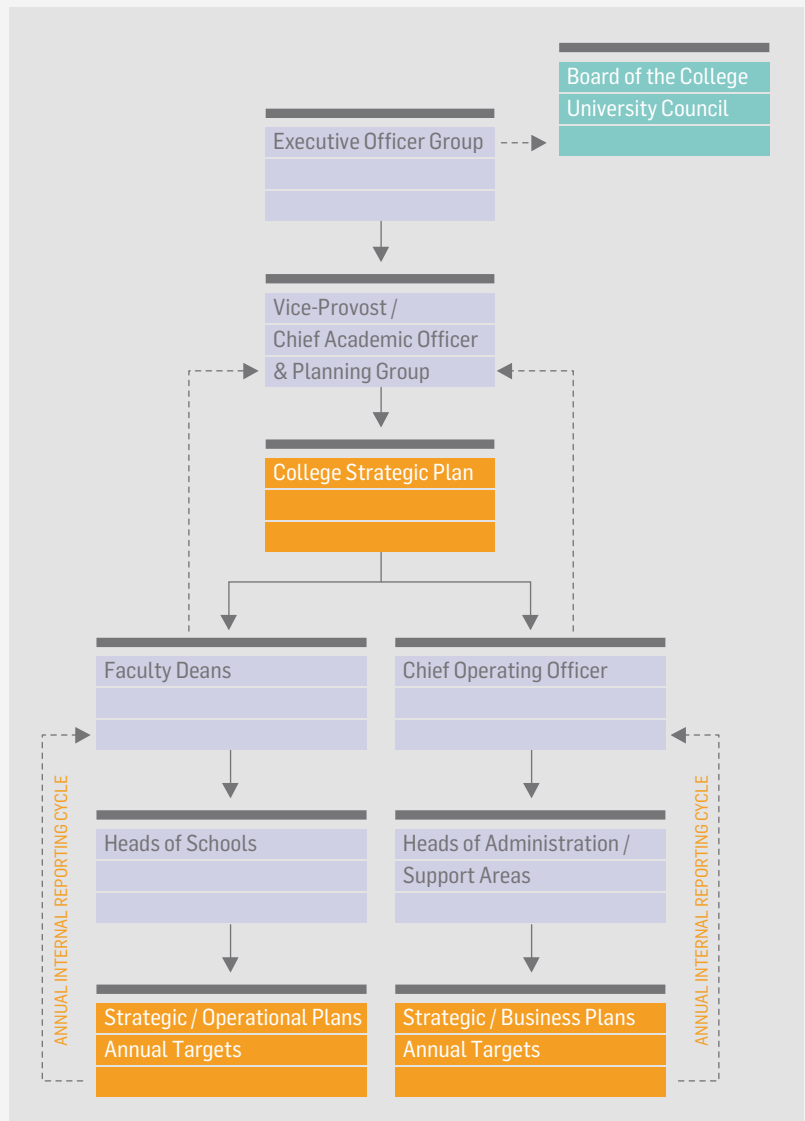 Board of the College
University Council
Executive Officer Group
Vice-Provost /
Chief Academic Officer
& Planning Group
College Strategic Plan
Faculty Deans
Chief Operating Officer
ANNUAL INTERNAL REPORTING CYCLE
Heads of Schools
Heads of Administration /
Support Areas
ANNUAL INTERNAL REPORTING CYCLE
Strategic / Operational Plans
Annual Targets
Strategic / Business Plans
Annual Targets